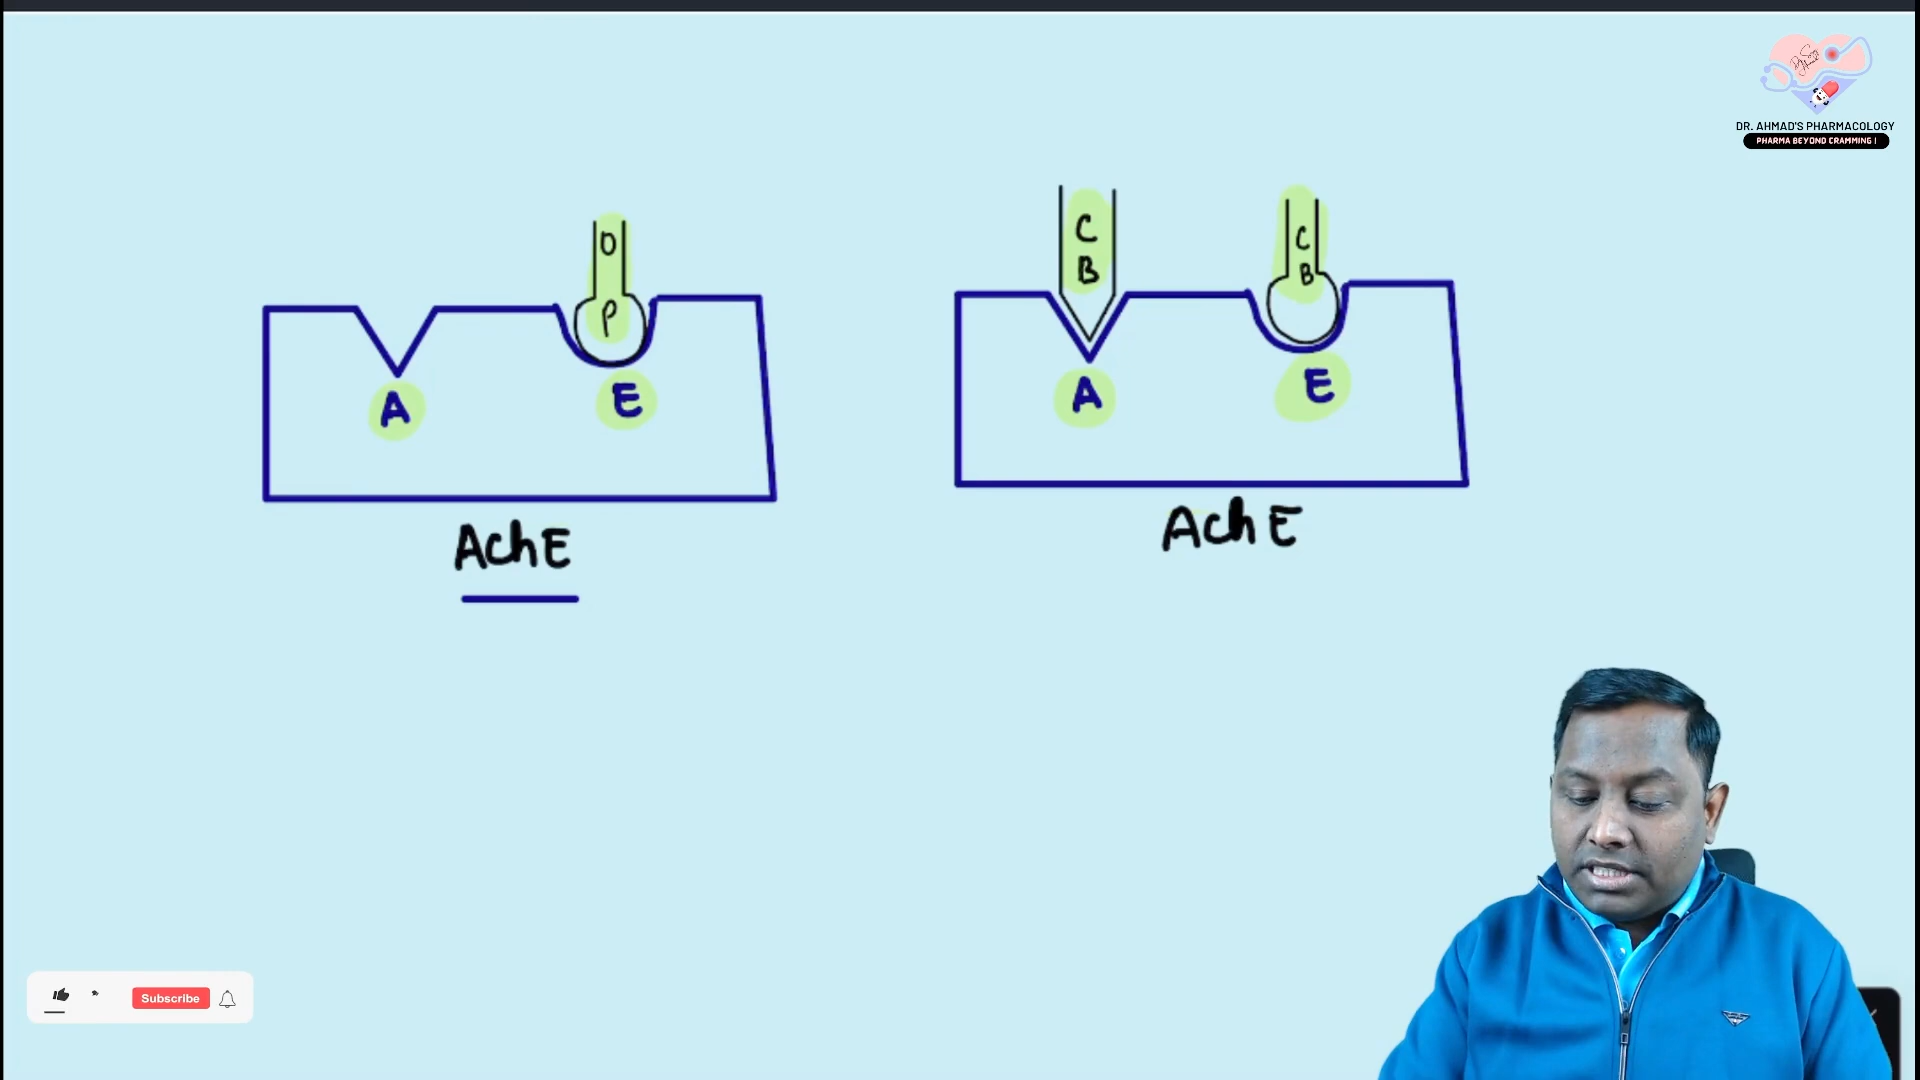 DR. AHMAD'S PHARMACOLOGY
PHARMA BEYOND CRAMMING !
O
P
A
E
AchE
C
B
C
B
A
E
AchE
Subscribe